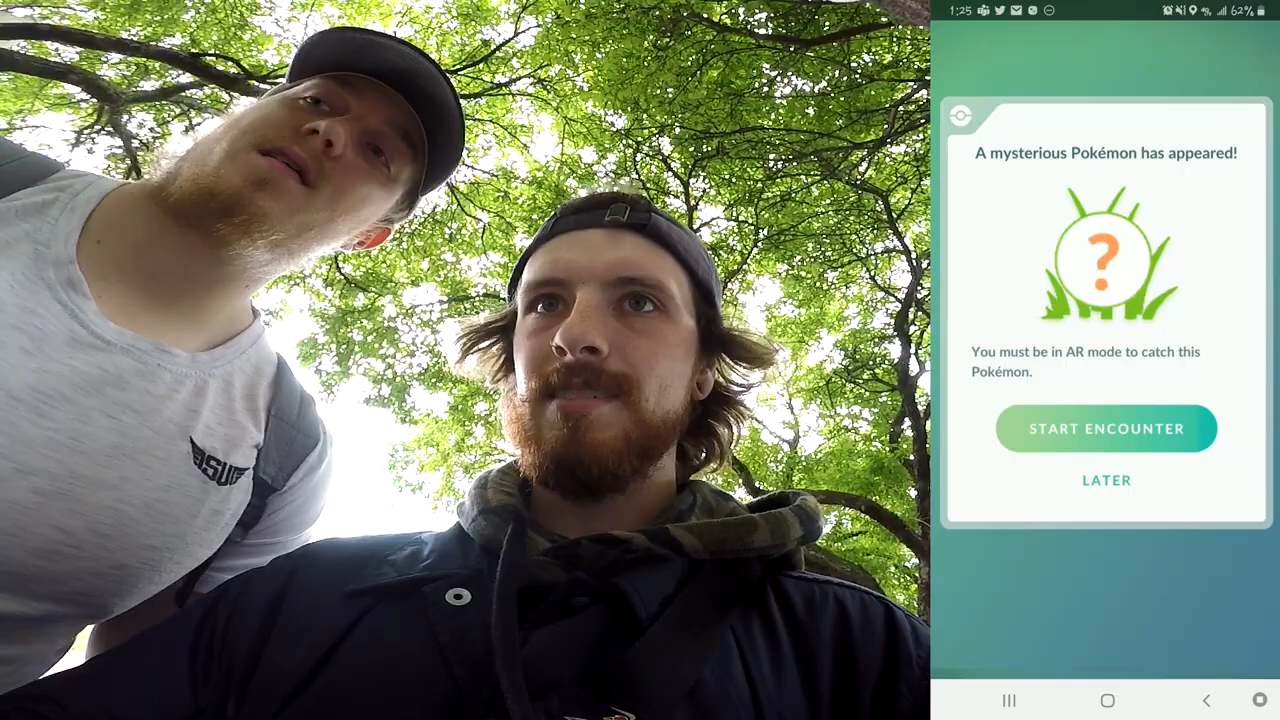 1:25
62%
A mysterious Pokémon has appeared!
?
You must be in AR mode to catch this
Pokémon.
START ENCOUNTER
LATER